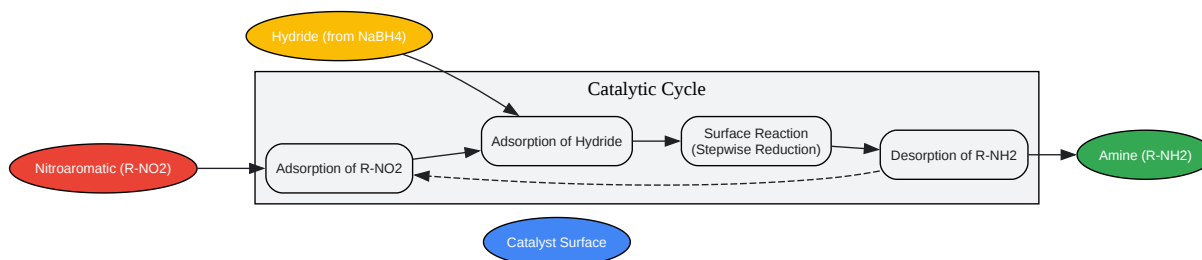 Hydride (from NaBH4)
Catalytic Cycle
Nitroaromatic (R-NO2)
Adsorption of R-NO2
Adsorption of Hydride
Surface Reaction
(Stepwise Reduction)
Desorption of R-NH2
Amine (R-NH2)
Catalyst Surface